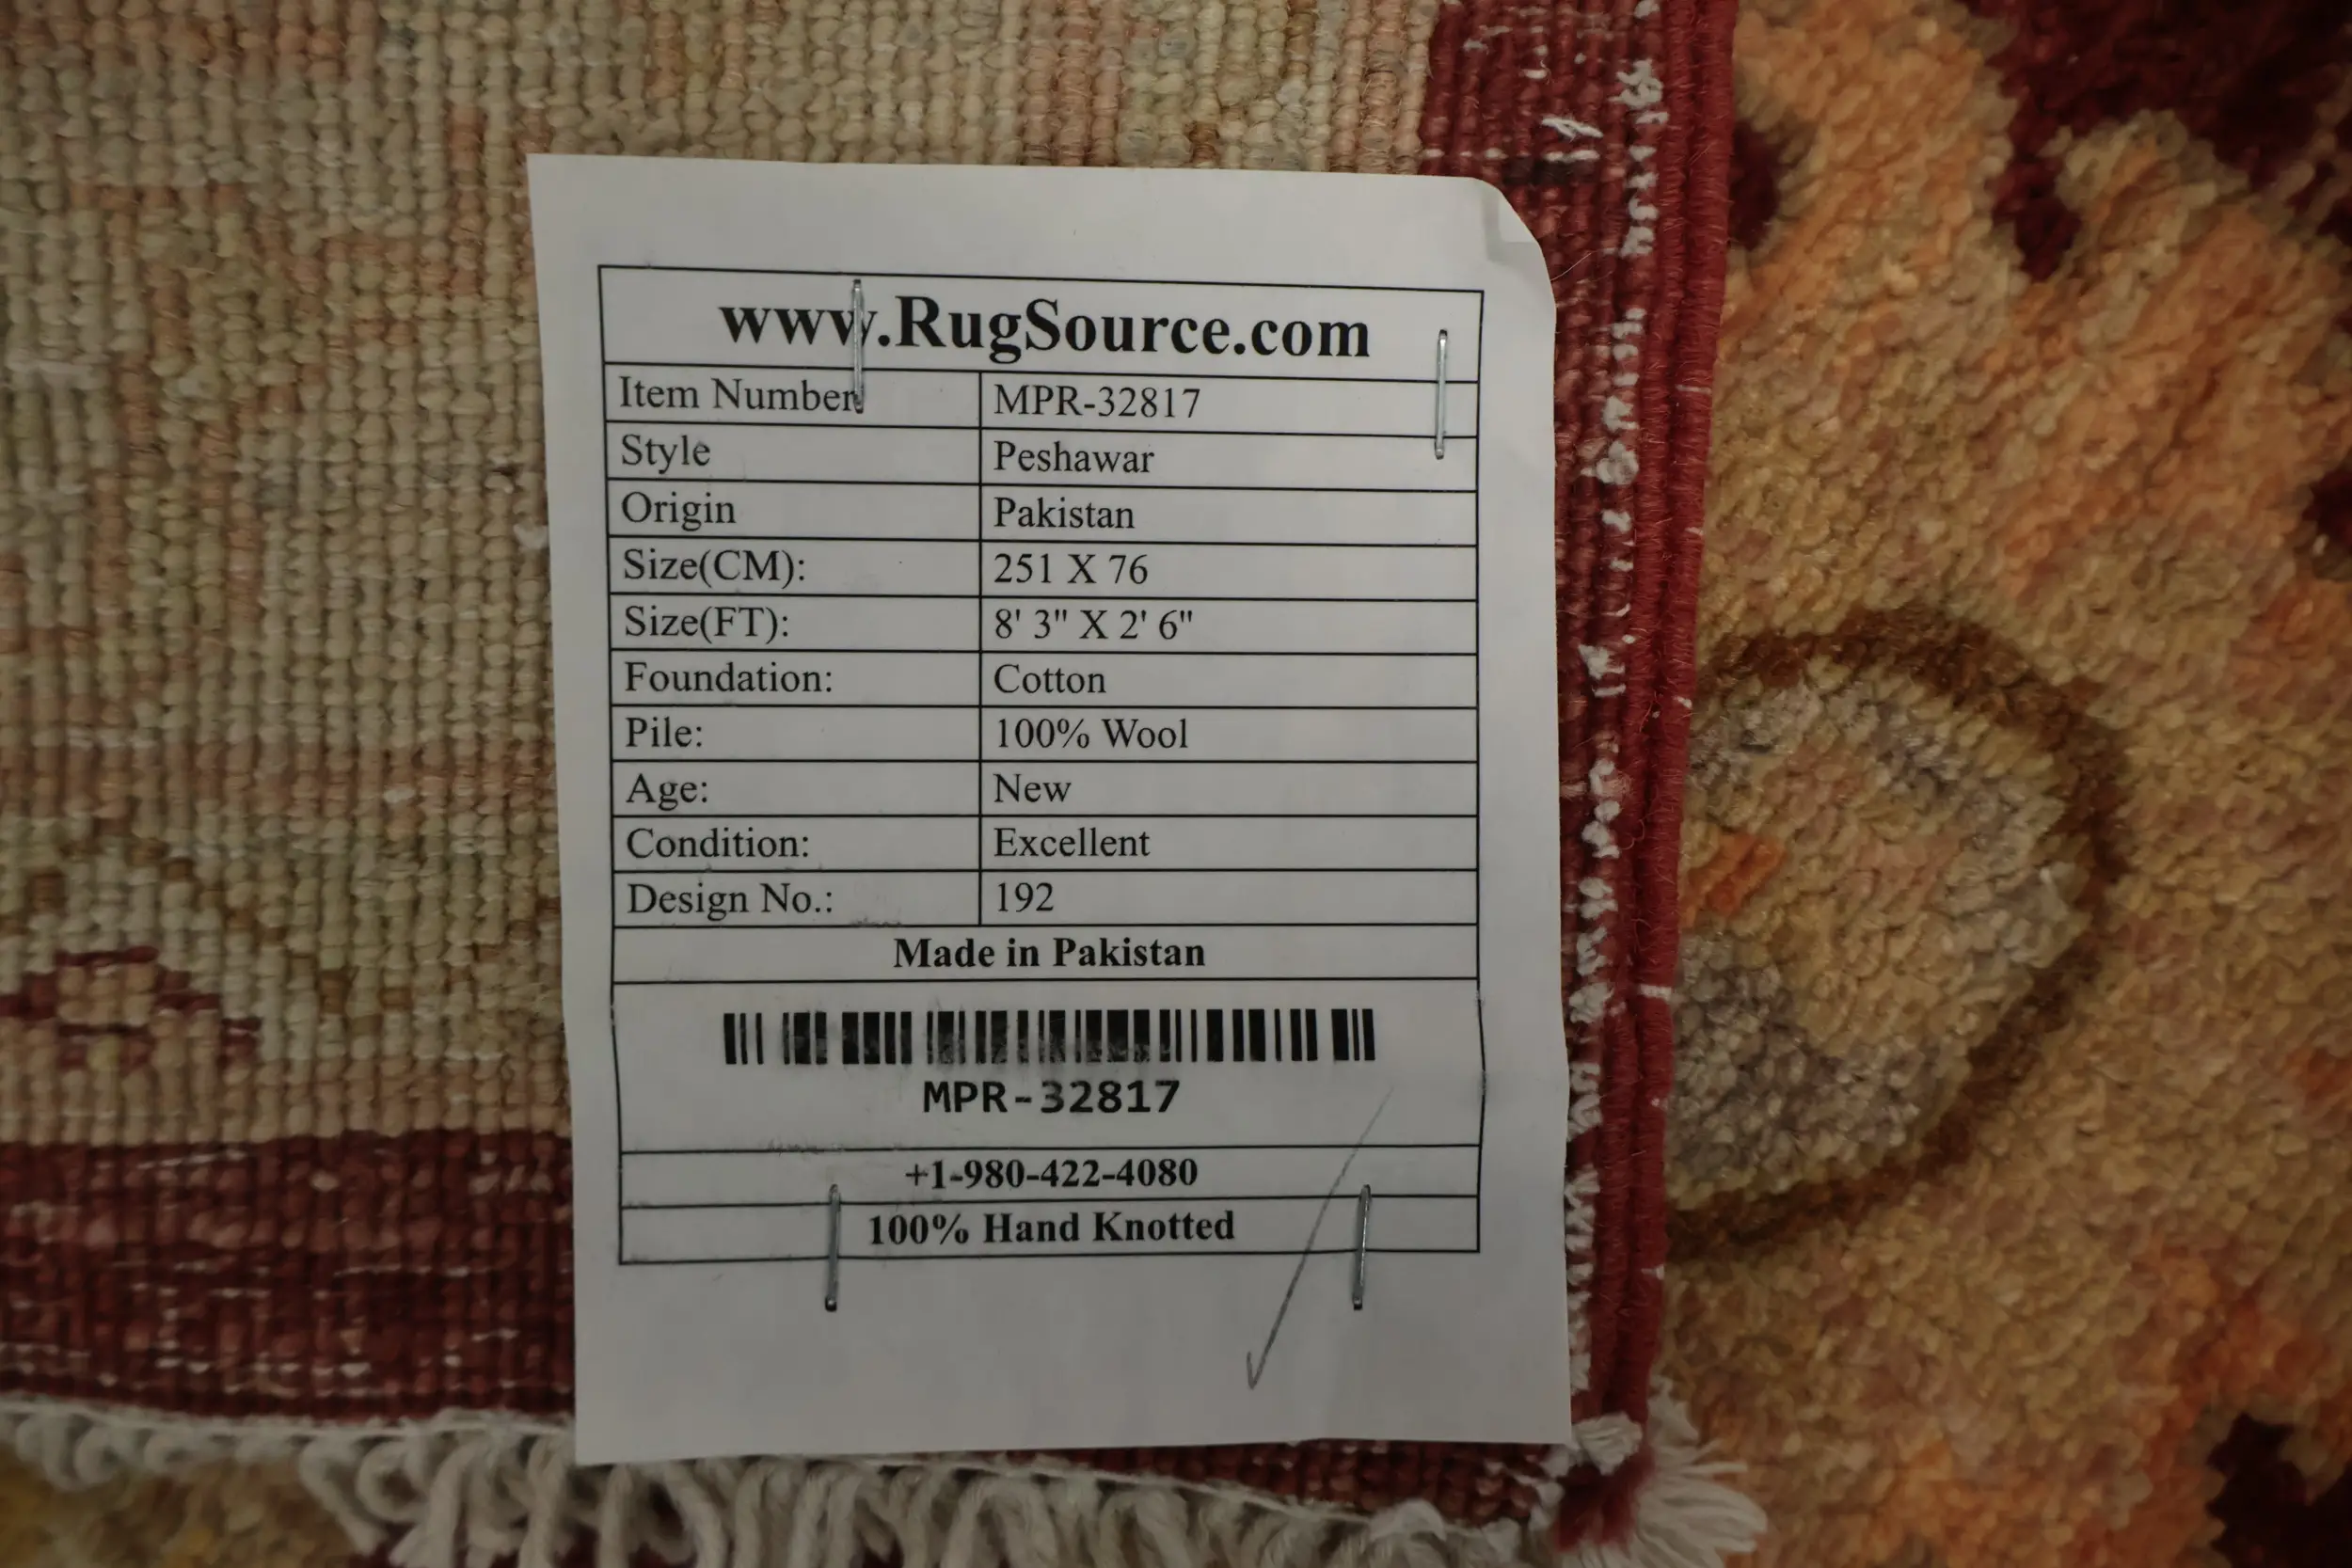 www.RugSource.com
Item Number MPR-32817
Style Peshawar
Origin Pakistan
Size(CM): 251 X 76
Size(FT): 8' 3" X 2' 6"
Foundation: Cotton
Pile: 100% Wool
Age: New
Condition: Excellent
Design No.: 192
Made in Pakistan
MPR-32817
+1-980-422-4080
100% Hand Knotted